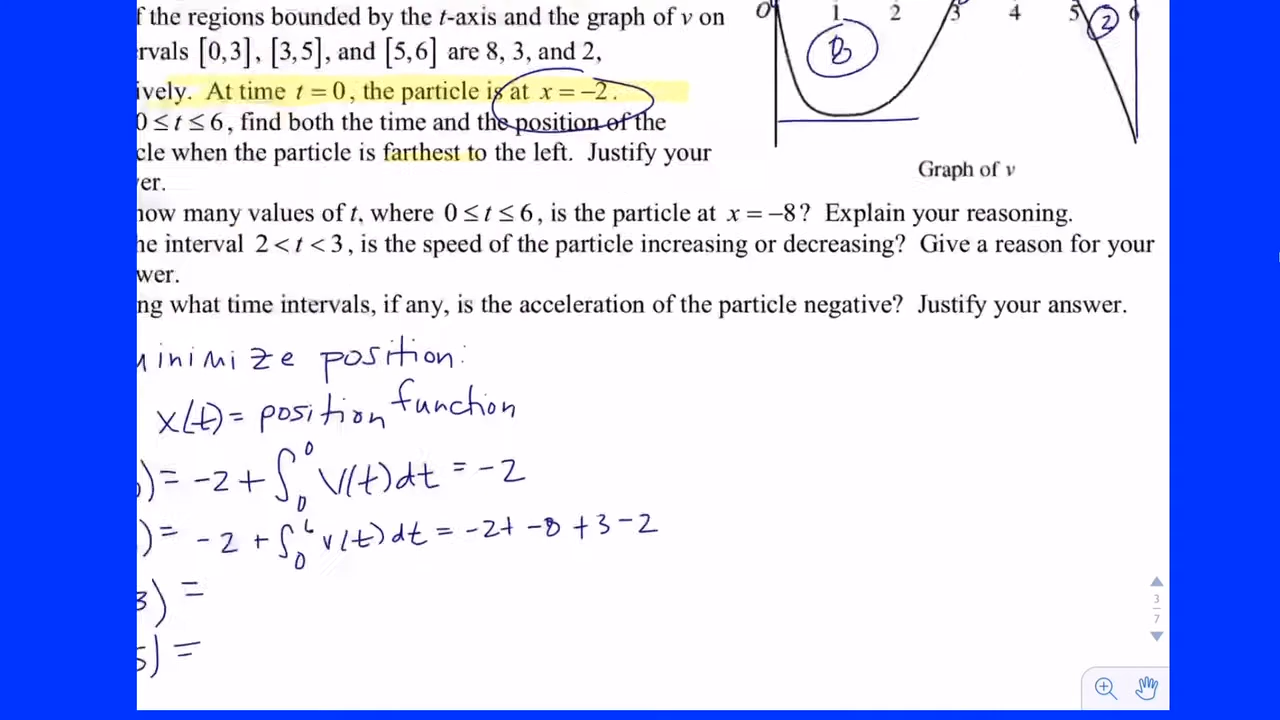 f the regions bounded by the t-axis and the graph of v on
rvals [0,3], [3,5], and [5,6] are 8, 3, and 2,
ively. At time t = 0, the particle is at x = −2.
0 ≤ t ≤ 6, find both the time and the position of the
cle when the particle is farthest to the left. Justify your
er.
0 1 2 3 4 5 6
8
2
Graph of v
how many values of t, where 0 ≤ t ≤ 6, is the particle at x = −8? Explain your reasoning.
he interval 2 < t < 3, is the speed of the particle increasing or decreasing? Give a reason for your
wer.
ng what time intervals, if any, is the acceleration of the particle negative? Justify your answer.
inimize position:
x(t) = position function
) = -2 + ∫₀⁰ v(t)dt = -2
) = -2 + ∫₀⁶ v(t)dt = -2 + -8 + 3 - 2
3) =
5) =
3
7